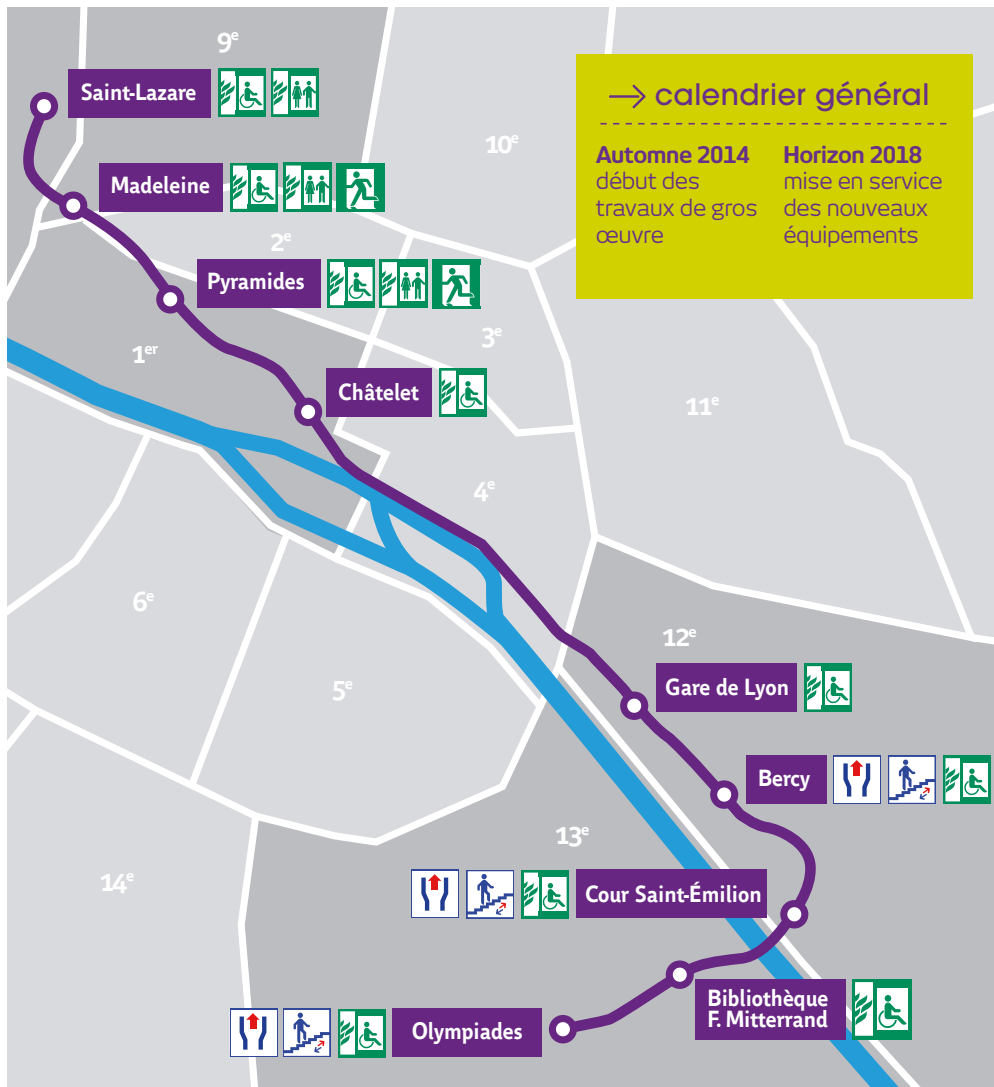 9e
Saint-Lazare
→ calendrier général
Automne 2014
début des
travaux de gros
œuvre
Horizon 2018
mise en service
des nouveaux
équipements
10e
Madeleine
2e
Pyramides
1er
3e
Châtelet
11e
4e
6e
12e
5e
Gare de Lyon
Bercy
13e
14e
Cour Saint-Émilion
Bibliothèque
F. Mitterrand
Olympiades